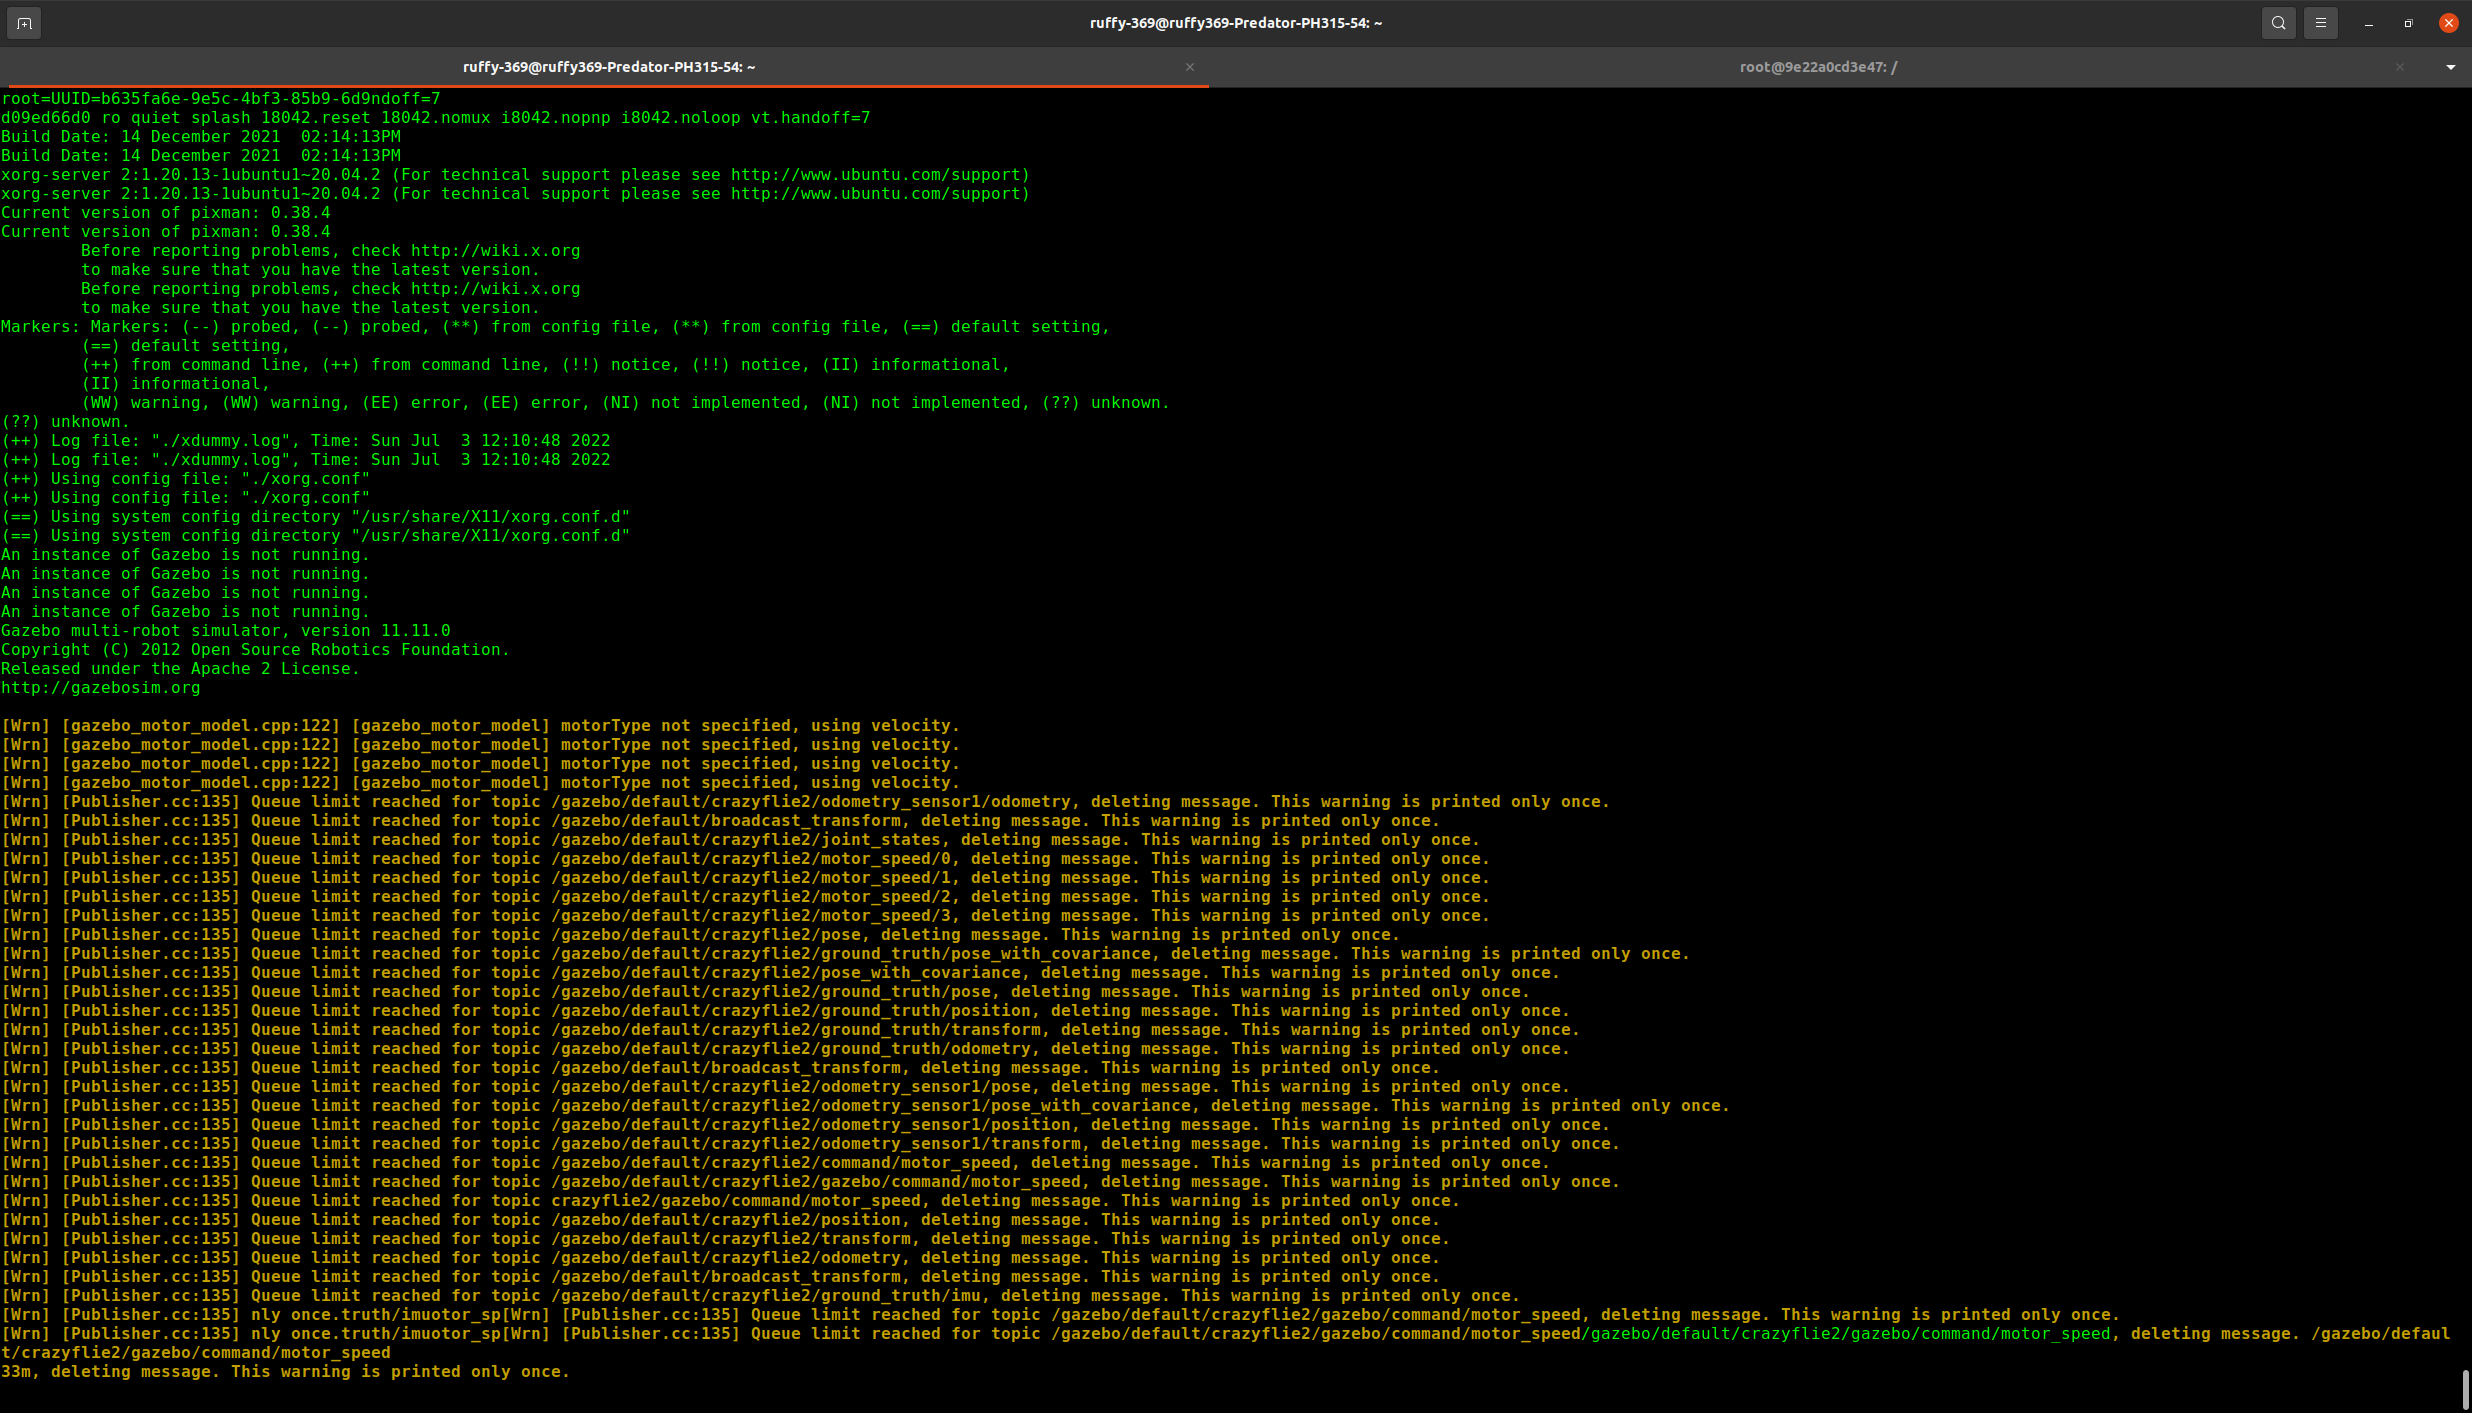 ruffy-369@ruffy369-Predator-PH315-54: ~
ruffy-369@ruffy369-Predator-PH315-54: ~
root@9e22a0cd3e47: /
root=UUID=b635fa6e-9e5c-4bf3-85b9-6d9ndoff=7
d09ed66d0 ro quiet splash 18042.reset 18042.nomux i8042.nopnp i8042.noloop vt.handoff=7
Build Date: 14 December 2021  02:14:13PM
Build Date: 14 December 2021  02:14:13PM
xorg-server 2:1.20.13-1ubuntu1~20.04.2 (For technical support please see http://www.ubuntu.com/support)
xorg-server 2:1.20.13-1ubuntu1~20.04.2 (For technical support please see http://www.ubuntu.com/support)
Current version of pixman: 0.38.4
Current version of pixman: 0.38.4
        Before reporting problems, check http://wiki.x.org
        to make sure that you have the latest version.
        Before reporting problems, check http://wiki.x.org
        to make sure that you have the latest version.
Markers: Markers: (--) probed, (--) probed, (**) from config file, (**) from config file, (==) default setting,
        (==) default setting,
        (++) from command line, (++) from command line, (!!) notice, (!!) notice, (II) informational,
        (II) informational,
        (WW) warning, (WW) warning, (EE) error, (EE) error, (NI) not implemented, (NI) not implemented, (??) unknown.
(??) unknown.
(++) Log file: "./xdummy.log", Time: Sun Jul  3 12:10:48 2022
(++) Log file: "./xdummy.log", Time: Sun Jul  3 12:10:48 2022
(++) Using config file: "./xorg.conf"
(++) Using config file: "./xorg.conf"
(==) Using system config directory "/usr/share/X11/xorg.conf.d"
(==) Using system config directory "/usr/share/X11/xorg.conf.d"
An instance of Gazebo is not running.
An instance of Gazebo is not running.
An instance of Gazebo is not running.
An instance of Gazebo is not running.
Gazebo multi-robot simulator, version 11.11.0
Copyright (C) 2012 Open Source Robotics Foundation.
Released under the Apache 2 License.
http://gazebosim.org
[Wrn] [gazebo_motor_model.cpp:122] [gazebo_motor_model] motorType not specified, using velocity.
[Wrn] [gazebo_motor_model.cpp:122] [gazebo_motor_model] motorType not specified, using velocity.
[Wrn] [gazebo_motor_model.cpp:122] [gazebo_motor_model] motorType not specified, using velocity.
[Wrn] [gazebo_motor_model.cpp:122] [gazebo_motor_model] motorType not specified, using velocity.
[Wrn] [Publisher.cc:135] Queue limit reached for topic /gazebo/default/crazyflie2/odometry_sensor1/odometry, deleting message. This warning is printed only once.
[Wrn] [Publisher.cc:135] Queue limit reached for topic /gazebo/default/broadcast_transform, deleting message. This warning is printed only once.
[Wrn] [Publisher.cc:135] Queue limit reached for topic /gazebo/default/crazyflie2/joint_states, deleting message. This warning is printed only once.
[Wrn] [Publisher.cc:135] Queue limit reached for topic /gazebo/default/crazyflie2/motor_speed/0, deleting message. This warning is printed only once.
[Wrn] [Publisher.cc:135] Queue limit reached for topic /gazebo/default/crazyflie2/motor_speed/1, deleting message. This warning is printed only once.
[Wrn] [Publisher.cc:135] Queue limit reached for topic /gazebo/default/crazyflie2/motor_speed/2, deleting message. This warning is printed only once.
[Wrn] [Publisher.cc:135] Queue limit reached for topic /gazebo/default/crazyflie2/motor_speed/3, deleting message. This warning is printed only once.
[Wrn] [Publisher.cc:135] Queue limit reached for topic /gazebo/default/crazyflie2/pose, deleting message. This warning is printed only once.
[Wrn] [Publisher.cc:135] Queue limit reached for topic /gazebo/default/crazyflie2/ground_truth/pose_with_covariance, deleting message. This warning is printed only once.
[Wrn] [Publisher.cc:135] Queue limit reached for topic /gazebo/default/crazyflie2/pose_with_covariance, deleting message. This warning is printed only once.
[Wrn] [Publisher.cc:135] Queue limit reached for topic /gazebo/default/crazyflie2/ground_truth/pose, deleting message. This warning is printed only once.
[Wrn] [Publisher.cc:135] Queue limit reached for topic /gazebo/default/crazyflie2/ground_truth/position, deleting message. This warning is printed only once.
[Wrn] [Publisher.cc:135] Queue limit reached for topic /gazebo/default/crazyflie2/ground_truth/transform, deleting message. This warning is printed only once.
[Wrn] [Publisher.cc:135] Queue limit reached for topic /gazebo/default/crazyflie2/ground_truth/odometry, deleting message. This warning is printed only once.
[Wrn] [Publisher.cc:135] Queue limit reached for topic /gazebo/default/broadcast_transform, deleting message. This warning is printed only once.
[Wrn] [Publisher.cc:135] Queue limit reached for topic /gazebo/default/crazyflie2/odometry_sensor1/pose, deleting message. This warning is printed only once.
[Wrn] [Publisher.cc:135] Queue limit reached for topic /gazebo/default/crazyflie2/odometry_sensor1/pose_with_covariance, deleting message. This warning is printed only once.
[Wrn] [Publisher.cc:135] Queue limit reached for topic /gazebo/default/crazyflie2/odometry_sensor1/position, deleting message. This warning is printed only once.
[Wrn] [Publisher.cc:135] Queue limit reached for topic /gazebo/default/crazyflie2/odometry_sensor1/transform, deleting message. This warning is printed only once.
[Wrn] [Publisher.cc:135] Queue limit reached for topic /gazebo/default/crazyflie2/command/motor_speed, deleting message. This warning is printed only once.
[Wrn] [Publisher.cc:135] Queue limit reached for topic /gazebo/default/crazyflie2/gazebo/command/motor_speed, deleting message. This warning is printed only once.
[Wrn] [Publisher.cc:135] Queue limit reached for topic crazyflie2/gazebo/command/motor_speed, deleting message. This warning is printed only once.
[Wrn] [Publisher.cc:135] Queue limit reached for topic /gazebo/default/crazyflie2/position, deleting message. This warning is printed only once.
[Wrn] [Publisher.cc:135] Queue limit reached for topic /gazebo/default/crazyflie2/transform, deleting message. This warning is printed only once.
[Wrn] [Publisher.cc:135] Queue limit reached for topic /gazebo/default/crazyflie2/odometry, deleting message. This warning is printed only once.
[Wrn] [Publisher.cc:135] Queue limit reached for topic /gazebo/default/broadcast_transform, deleting message. This warning is printed only once.
[Wrn] [Publisher.cc:135] Queue limit reached for topic /gazebo/default/crazyflie2/ground_truth/imu, deleting message. This warning is printed only once.
[Wrn] [Publisher.cc:135] nly once.truth/imuotor_sp[Wrn] [Publisher.cc:135] Queue limit reached for topic /gazebo/default/crazyflie2/gazebo/command/motor_speed, deleting message. This warning is printed only once.
[Wrn] [Publisher.cc:135] nly once.truth/imuotor_sp[Wrn] [Publisher.cc:135] Queue limit reached for topic /gazebo/default/crazyflie2/gazebo/command/motor_speed/gazebo/default/crazyflie2/gazebo/command/motor_speed, deleting message. /gazebo/defaul
t/crazyflie2/gazebo/command/motor_speed
33m, deleting message. This warning is printed only once.